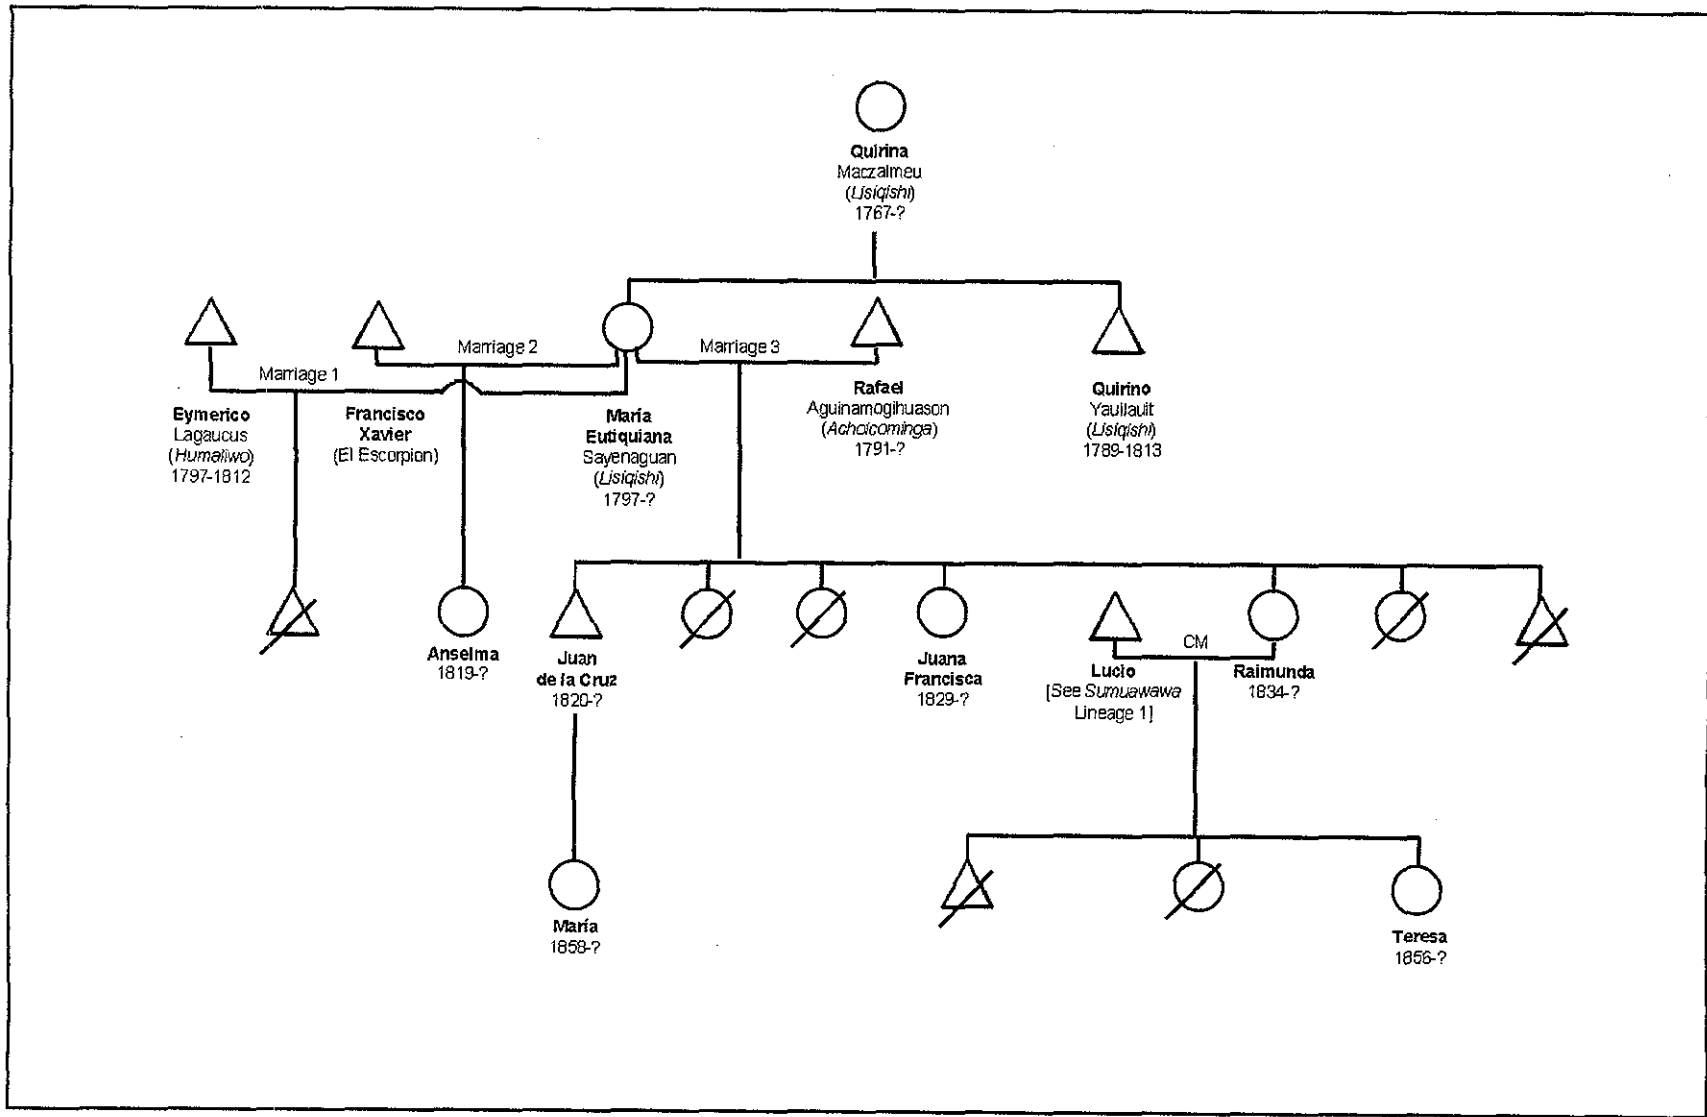 Quirina
Maczalmeu
(Lisiqishi)
1767-?
Marriage 1
Marriage 2
Marriage 3
Eymerico
Lagaucus
(Humaliwo)
1797-1812
Francisco
Xavier
(El Escorpion)
María
Eutiquiana
Sayenaguan
(Lisiqishi)
1797-?
Rafael
Aguinamogihuason
(Achoicominga)
1791-?
Quirino
Yaullauit
(Lisiqishi)
1789-1813
Anselma
1819-?
Juan
de la Cruz
1820-?
Juana
Francisca
1829-?
CM
Lucio
[See Sumuawawa
Lineage 1]
Raimunda
1834-?
María
1858-?
Teresa
1856-?